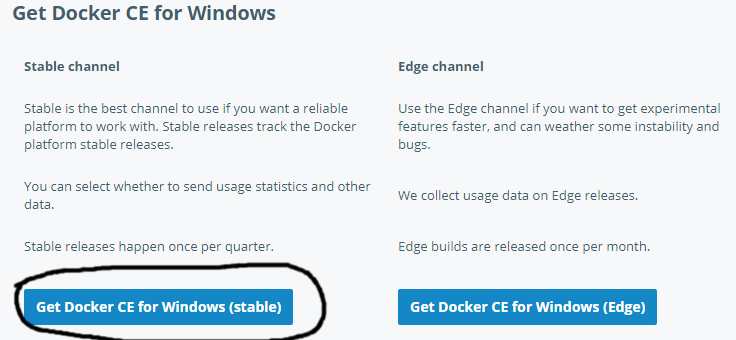 Get Docker CE for Windows
Stable channel
Stable is the best channel to use if you want a reliable
platform to work with. Stable releases track the Docker
platform stable releases.
You can select whether to send usage statistics and other
data.
Stable releases happen once per quarter.
Get Docker CE for Windows (stable)
Edge channel
Use the Edge channel if you want to get experimental
features faster, and can weather some instability and
bugs.
We collect usage data on Edge releases.
Edge builds are released once per month.
Get Docker CE for Windows (Edge)